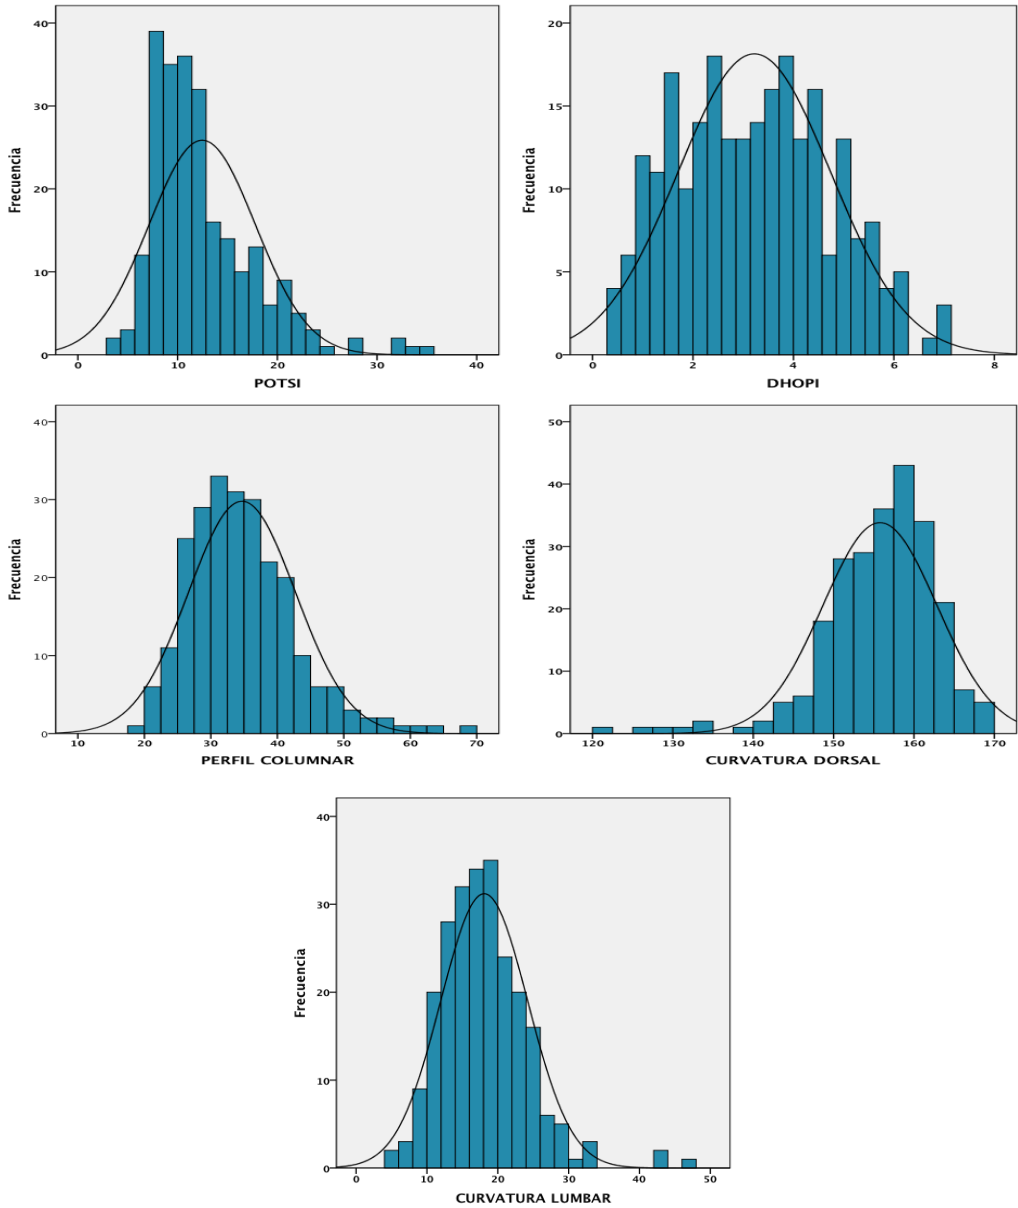 40
30
20
10
0
Frecuencia
0 10 20 30 40
POTSI
20
15
10
5
0
Frecuencia
0 2 4 6 8
DHOPI
40
30
20
10
0
Frecuencia
10 20 30 40 50 60 70
PERFIL COLUMNAR
50
40
30
20
10
0
Frecuencia
120 130 140 150 160 170
CURVATURA DORSAL
40
30
20
10
0
Frecuencia
0 10 20 30 40 50
CURVATURA LUMBAR